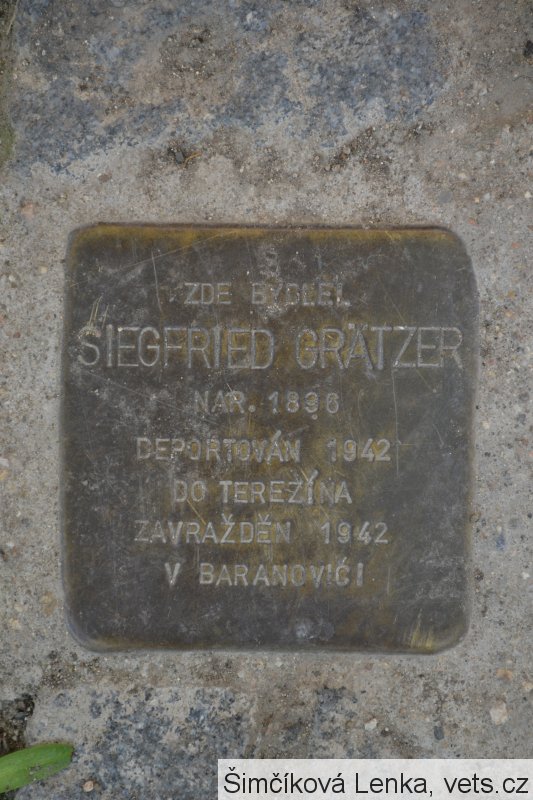 ZDE BYDLEL
SIEGFRIED GRÄTZER
NAR. 1896
DEPORTOVÁN 1942
DO TEREZÍNA
ZAVRAŽDĚN 1942
V BARANOVIČI
Šimčíková Lenka, vets.cz